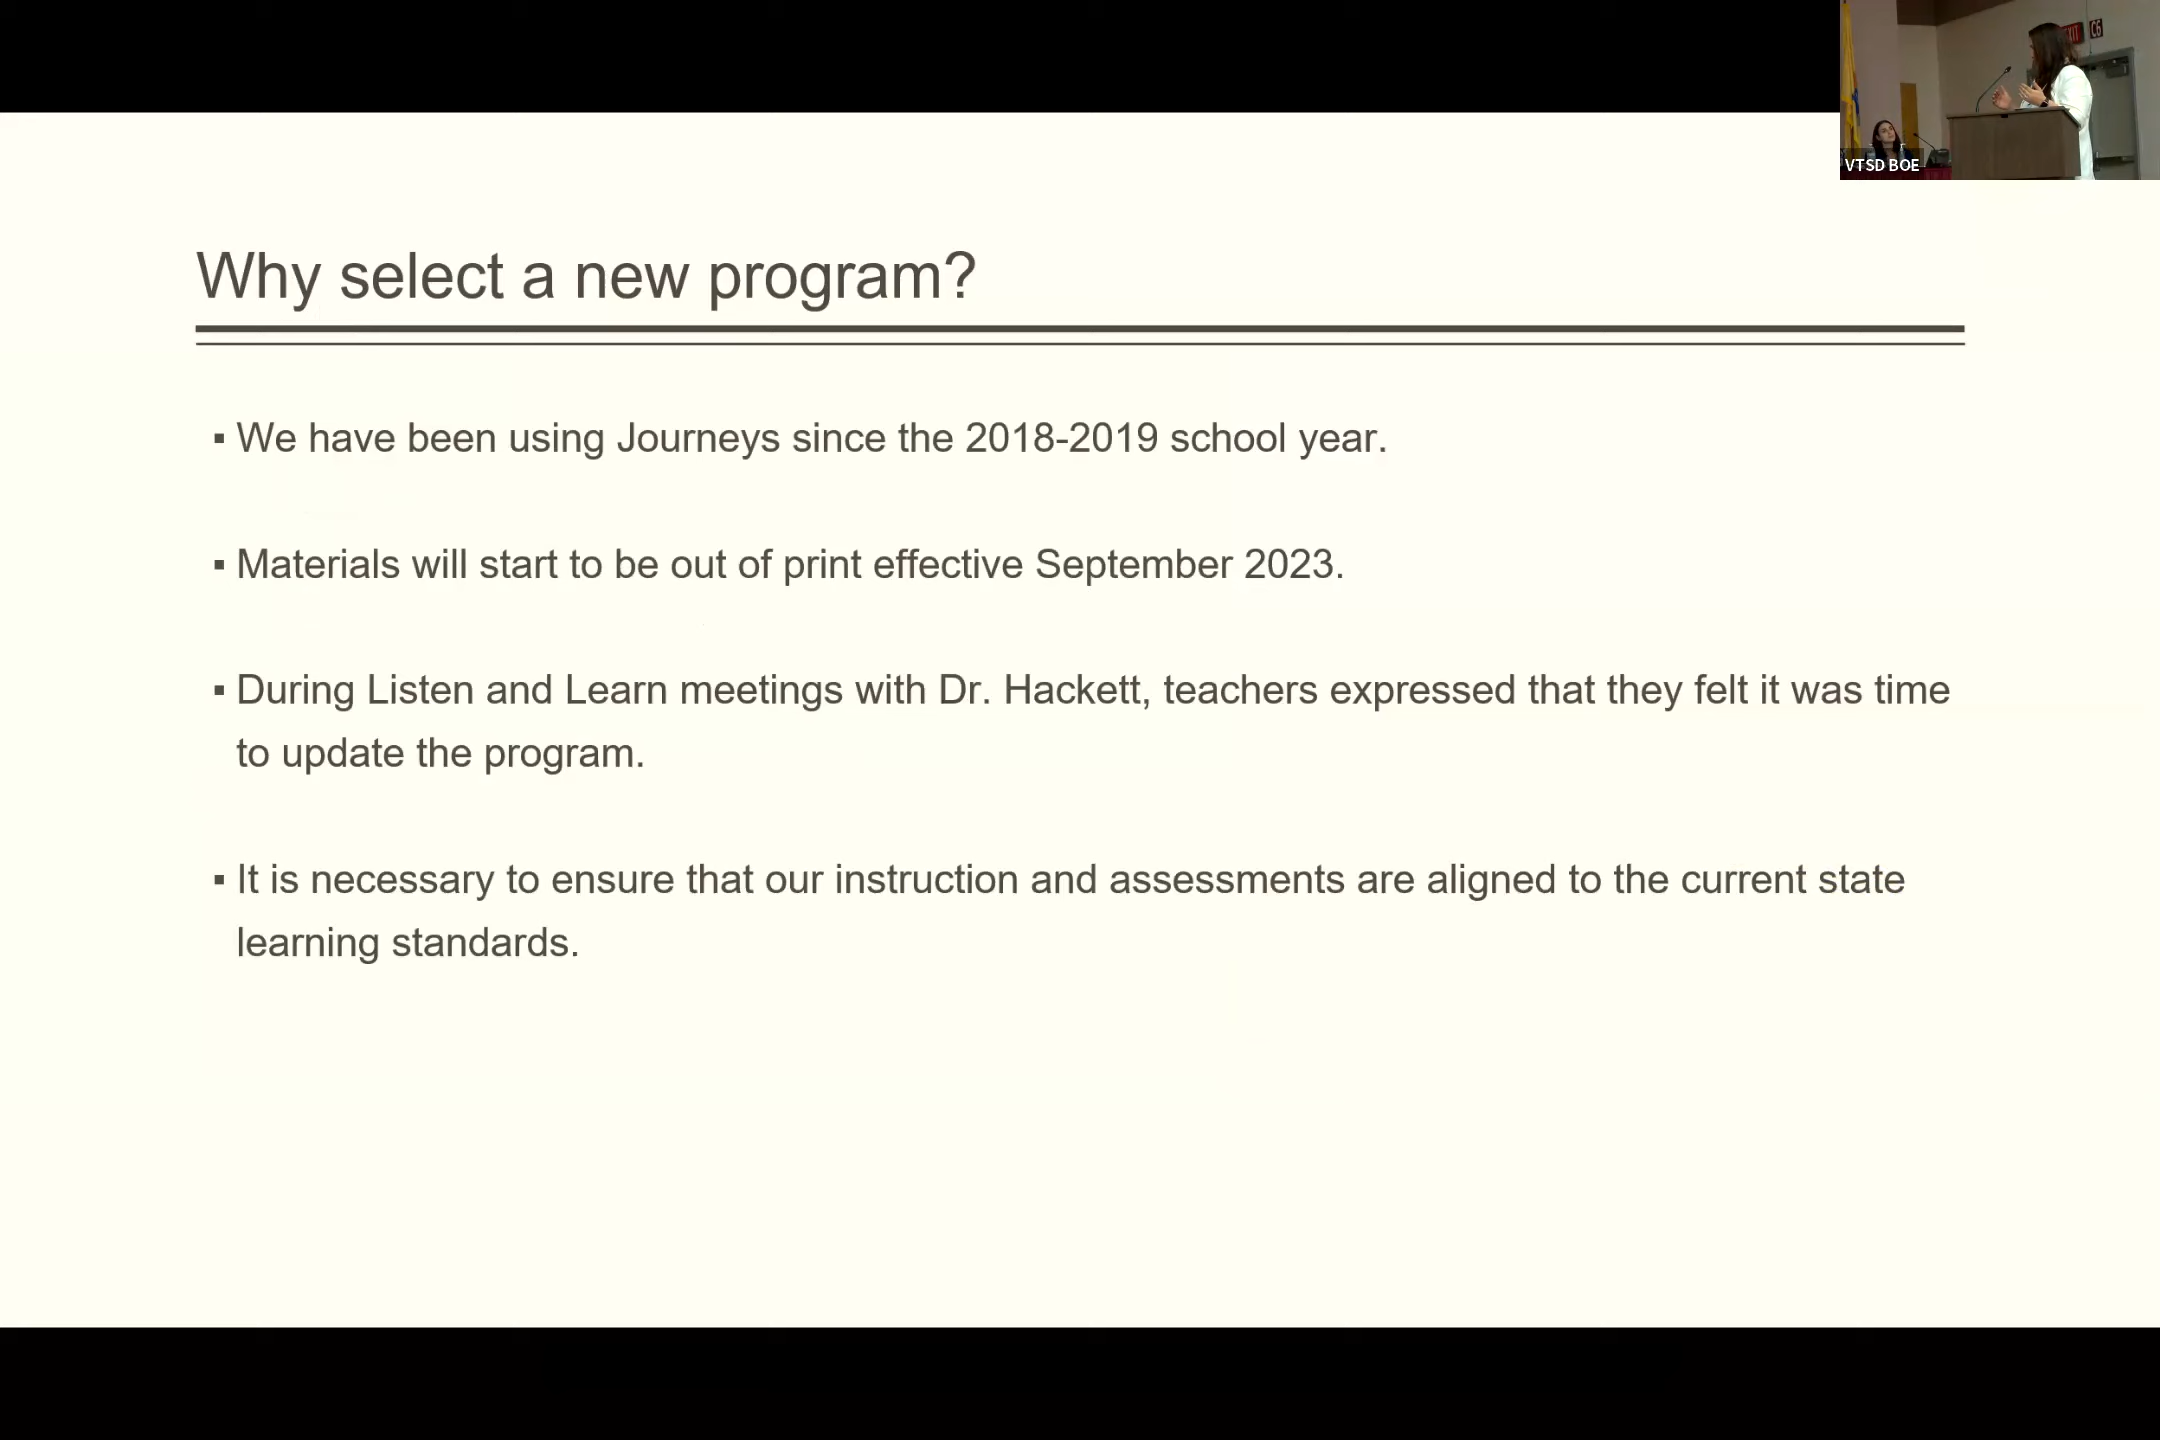 EXIT C6
VTSD BOE
Why select a new program?
▪ We have been using Journeys since the 2018-2019 school year.
▪ Materials will start to be out of print effective September 2023.
▪ During Listen and Learn meetings with Dr. Hackett, teachers expressed that they felt it was time
to update the program.
▪ It is necessary to ensure that our instruction and assessments are aligned to the current state
learning standards.